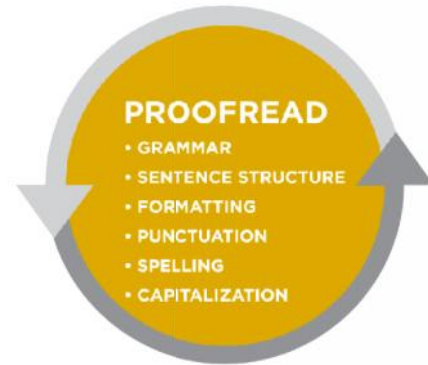 PROOFREAD
• GRAMMAR
• SENTENCE STRUCTURE
• FORMATTING
• PUNCTUATION
• SPELLING
• CAPITALIZATION